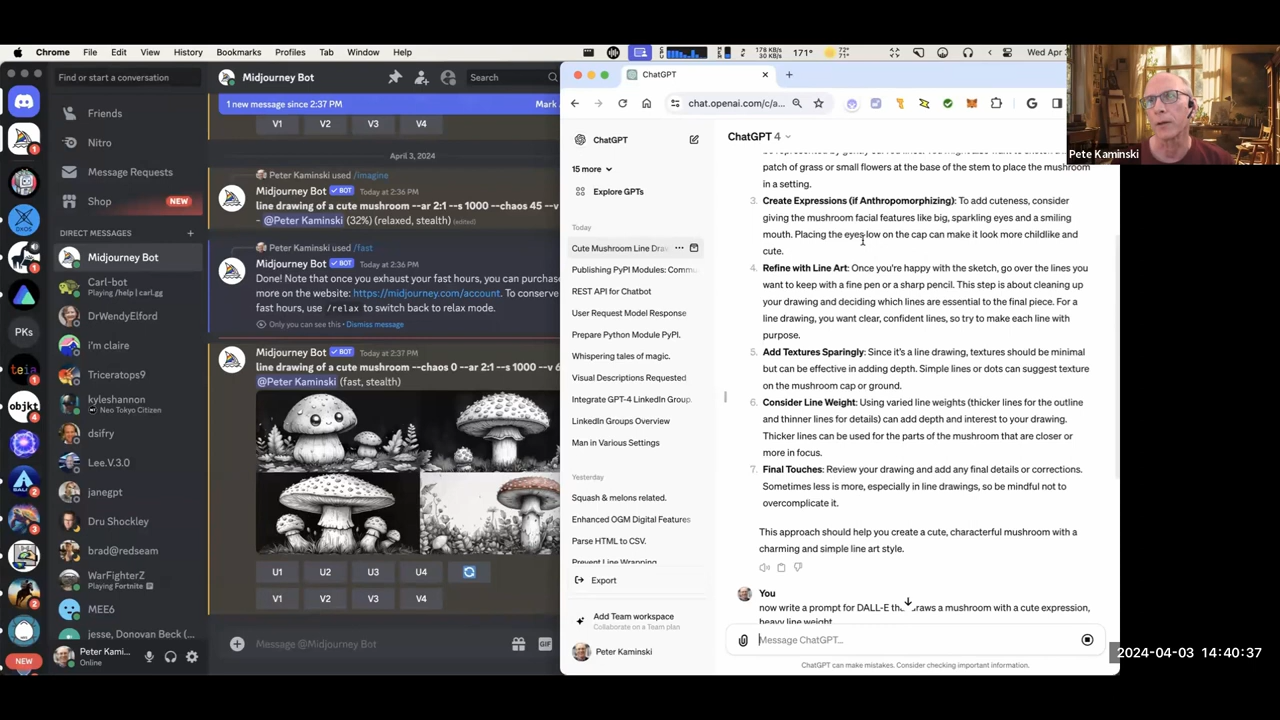 Chrome File Edit View History Bookmarks Profiles Tab Window Help
178 KB/s
30 KB/s
171°
72°
71°
Wed Apr
Find or start a conversation
Friends
Nitro
Message Requests
Shop
NEW
DIRECT MESSAGES
Midjourney Bot
Carl-bot
Playing /help | carl.gg
DrWendyElford
i'm claire
Triceratops9
kyleshannon
Neo Tokyo Citizen
dsifry
Lee.V.3.0
janegpt
Dru Shockley
brad@redseam
WarFighterZ
Playing Fortnite
MEE6
jesse, Donovan Beck (...
Peter Kami...
Online
PKs
teia
objkt
SALI
NEW
Midjourney Bot
Search
1 new message since 2:37 PM
Mark
V1 V2 V3 V4
April 3, 2024
Peter Kaminski used /imagine
Midjourney Bot BOT Today at 2:36 PM
line drawing of a cute mushroom --ar 2:1 --s 1000 --chaos 45 --v
- @Peter Kaminski (32%) (relaxed, stealth) (edited)
Peter Kaminski used /fast
Midjourney Bot BOT Today at 2:36 PM
Done! Note that when you exhaust your fast hours, you can purchase
more on the website: https://midjourney.com/account. To conserve
fast hours, use /relax to switch back to relax mode.
Only you can see this • Dismiss message
Midjourney Bot BOT Today at 2:37 PM
line drawing of a cute mushroom --chaos 0 --ar 2:1 --s 1000 --v 6
@Peter Kaminski (fast, stealth)
U1 U2 U3 U4
V1 V2 V3 V4
Message @Midjourney Bot
GIF
ChatGPT
chat.openai.com/c/a...
ChatGPT
15 more
Explore GPTs
Today
Cute Mushroom Line Draw
Publishing PyPI Modules: Commu
REST API for Chatbot
User Request Model Response
Prepare Python Module PyPI.
Whispering tales of magic.
Visual Descriptions Requested
Integrate GPT-4 LinkedIn Group.
LinkedIn Groups Overview
Man in Various Settings
Yesterday
Squash & melons related.
Enhanced OGM Digital Features
Parse HTML to CSV.
Prevent Line Wrapping
Export
Add Team workspace
Collaborate on a Team plan
Peter Kaminski
ChatGPT 4
patch of grass or small flowers at the base of the stem to place the mushroom
in a setting.
3. Create Expressions (if Anthropomorphizing): To add cuteness, consider
giving the mushroom facial features like big, sparkling eyes and a smiling
mouth. Placing the eyes low on the cap can make it look more childlike and
cute.
4. Refine with Line Art: Once you're happy with the sketch, go over the lines you
want to keep with a fine pen or a sharp pencil. This step is about cleaning up
your drawing and deciding which lines are essential to the final piece. For a
line drawing, you want clear, confident lines, so try to make each line with
purpose.
5. Add Textures Sparingly: Since it's a line drawing, textures should be minimal
but can be effective in adding depth. Simple lines or dots can suggest texture
on the mushroom cap or ground.
6. Consider Line Weight: Using varied line weights (thicker lines for the outline
and thinner lines for details) can add depth and interest to your drawing.
Thicker lines can be used for the parts of the mushroom that are closer or
more in focus.
7. Final Touches: Review your drawing and add any final details or corrections.
Sometimes less is more, especially in line drawings, so be mindful not to
overcomplicate it.
This approach should help you create a cute, characterful mushroom with a
charming and simple line art style.
You
now write a prompt for DALL-E draws a mushroom with a cute expression,
heavy line weight
Message ChatGPT...
ChatGPT can make mistakes. Consider checking important information.
Pete Kaminski
2024-04-03 14:40:37